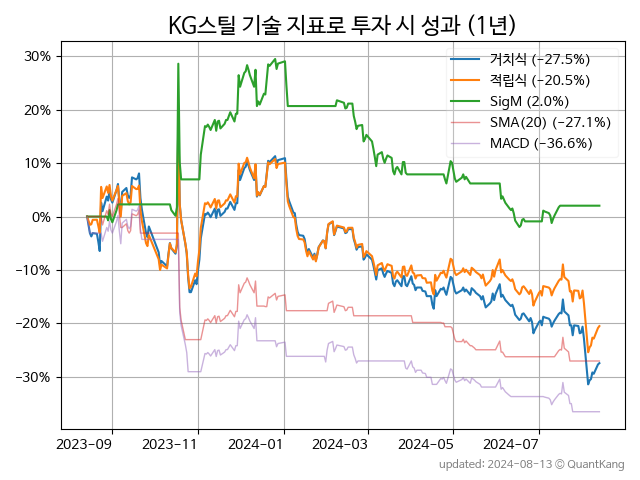 KG스틸 기술 지표로 투자 시 성과 (1년)
30%
20%
10%
0%
−10%
−20%
−30%
거치식 (−27.5%)
적립식 (−20.5%)
SigM (2.0%)
SMA(20) (−27.1%)
MACD (−36.6%)
2023−09
2023−11
2024−01
2024−03
2024−05
2024−07
updated: 2024−08−13 © QuantKang